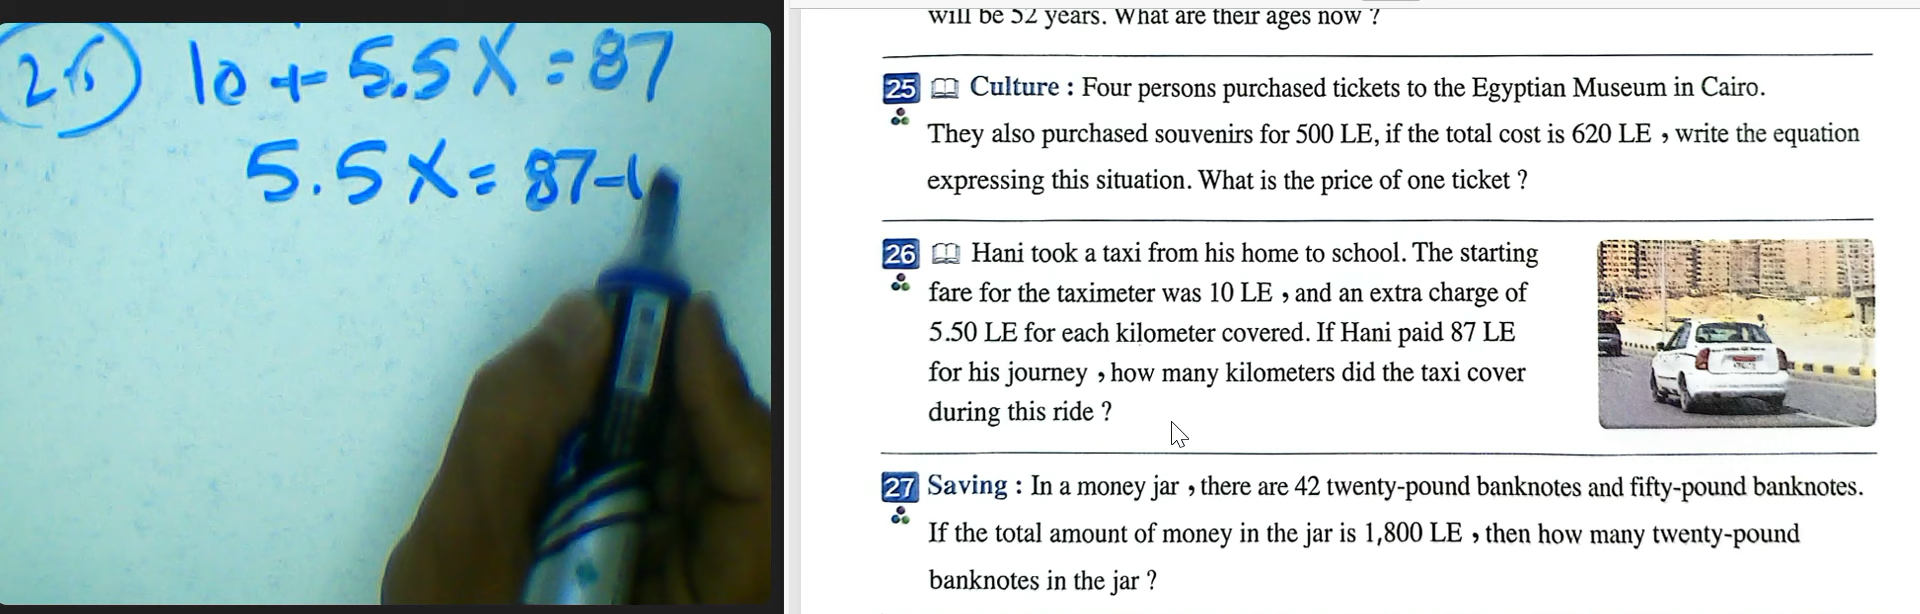 26 10 + 5.5X = 87
5.5X = 87-1
will be 52 years. What are their ages now ?
25 Culture : Four persons purchased tickets to the Egyptian Museum in Cairo.
They also purchased souvenirs for 500 LE, if the total cost is 620 LE , write the equation
expressing this situation. What is the price of one ticket ?
26 Hani took a taxi from his home to school. The starting
fare for the taximeter was 10 LE , and an extra charge of
5.50 LE for each kilometer covered. If Hani paid 87 LE
for his journey , how many kilometers did the taxi cover
during this ride ?
27 Saving : In a money jar , there are 42 twenty-pound banknotes and fifty-pound banknotes.
If the total amount of money in the jar is 1,800 LE , then how many twenty-pound
banknotes in the jar ?